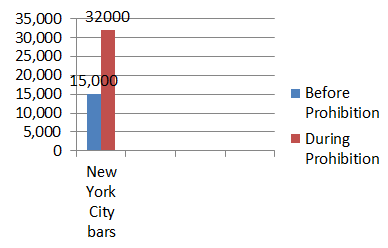 35,000
30,000
25,000
20,000
15,000
10,000
5,000
0
15,000
32000
New
York
City
bars
Before
Prohibition
During
Prohibition